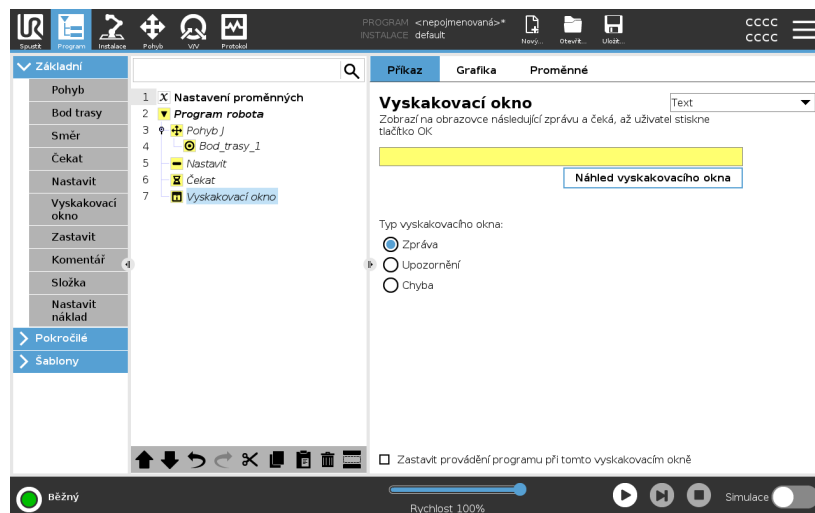 PROGRAM <nepojmenovaná>*
INSTALACE default
CCCC
CCCC
Spustit Program Instalace Pohyb V/V Protokol Nový... Otevřít... Uložit...
Základní
Pohyb
Bod trasy
Směr
Čekat
Nastavit
Vyskakovací
okno
Zastavit
Komentář
Složka
Nastavit
náklad
Pokročilé
Šablony
1 X Nastavení proměnných
2 Program robota
3 Pohyb J
4 Bod_trasy_1
5 Nastavit
6 Čekat
7 Vyskakovací okno
Příkaz Grafika Proměnné
Vyskakovací okno
Text
Zobrazí na obrazovce následující zprávu a čeká, až uživatel stiskne
tlačítko OK
Náhled vyskakovacího okna
Typ vyskakovacího okna:
Zpráva
Upozornění
Chyba
Zastavit provádění programu při tomto vyskakovacím okně
Běžný
Rychlost 100%
Simulace